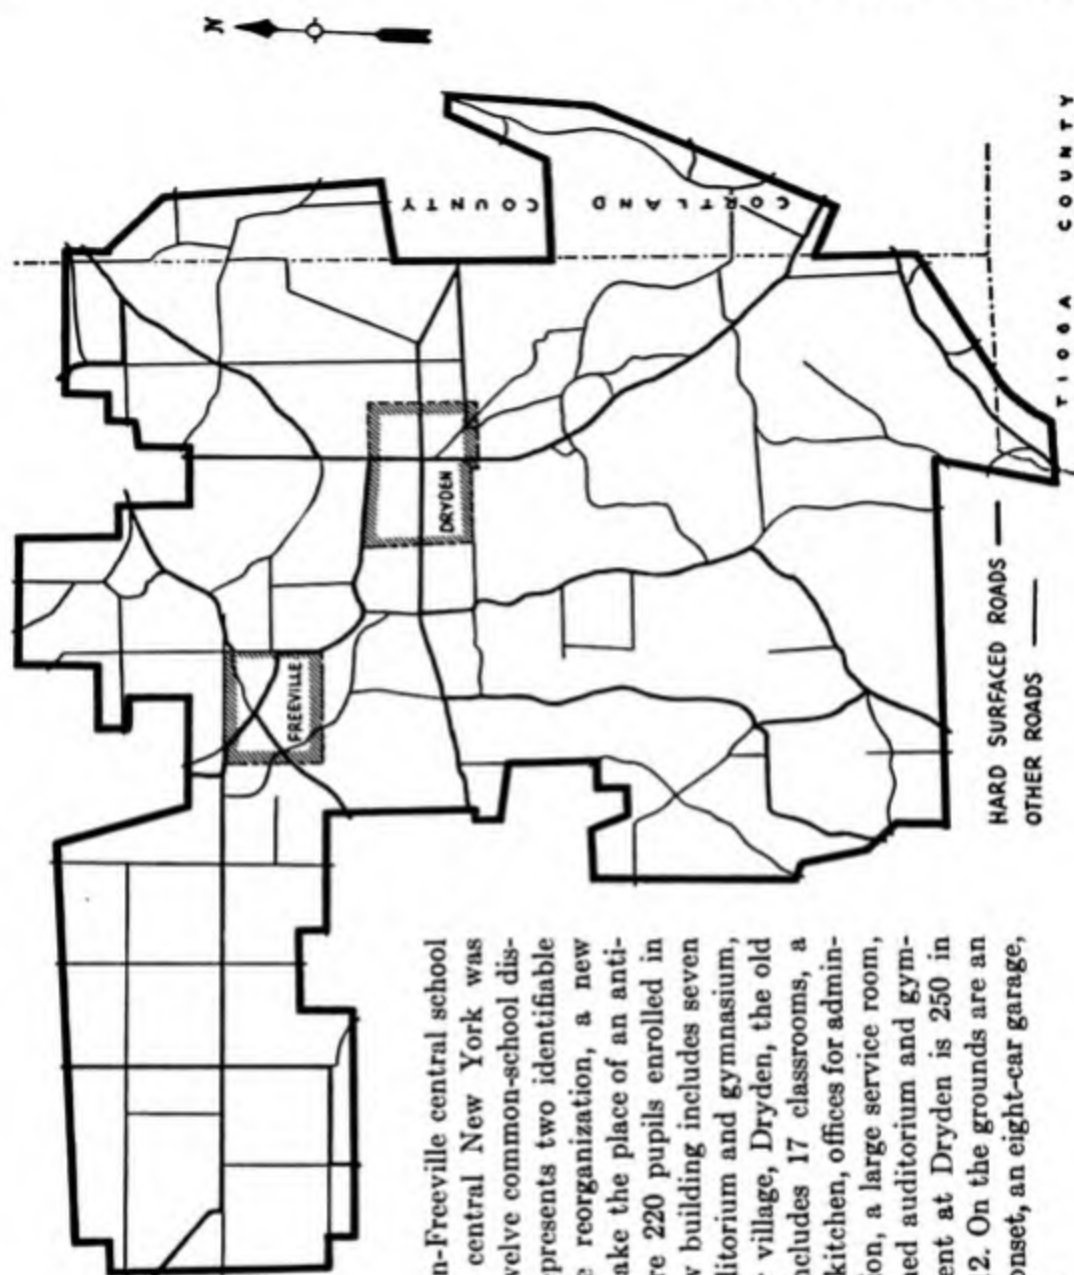 N
COUNTY
CORTLAND
TIOGA COUNTY
DRYDEN
FREEVILLE
HARD SURFACED ROADS
OTHER ROADS
n-Freeville central school
central New York was
velve common-school dis-
presents two identifiable
e reorganization, a new
ake the place of an anti-
re 220 pupils enrolled in
w building includes seven
ditorium and gymnasium,
r village, Dryden, the old
ncludes 17 classrooms, a
kitchen, offices for admin-
ion, a large service room,
ned auditorium and gym-
ent at Dryden is 250 in
2. On the grounds are an
onset, an eight-car garage,